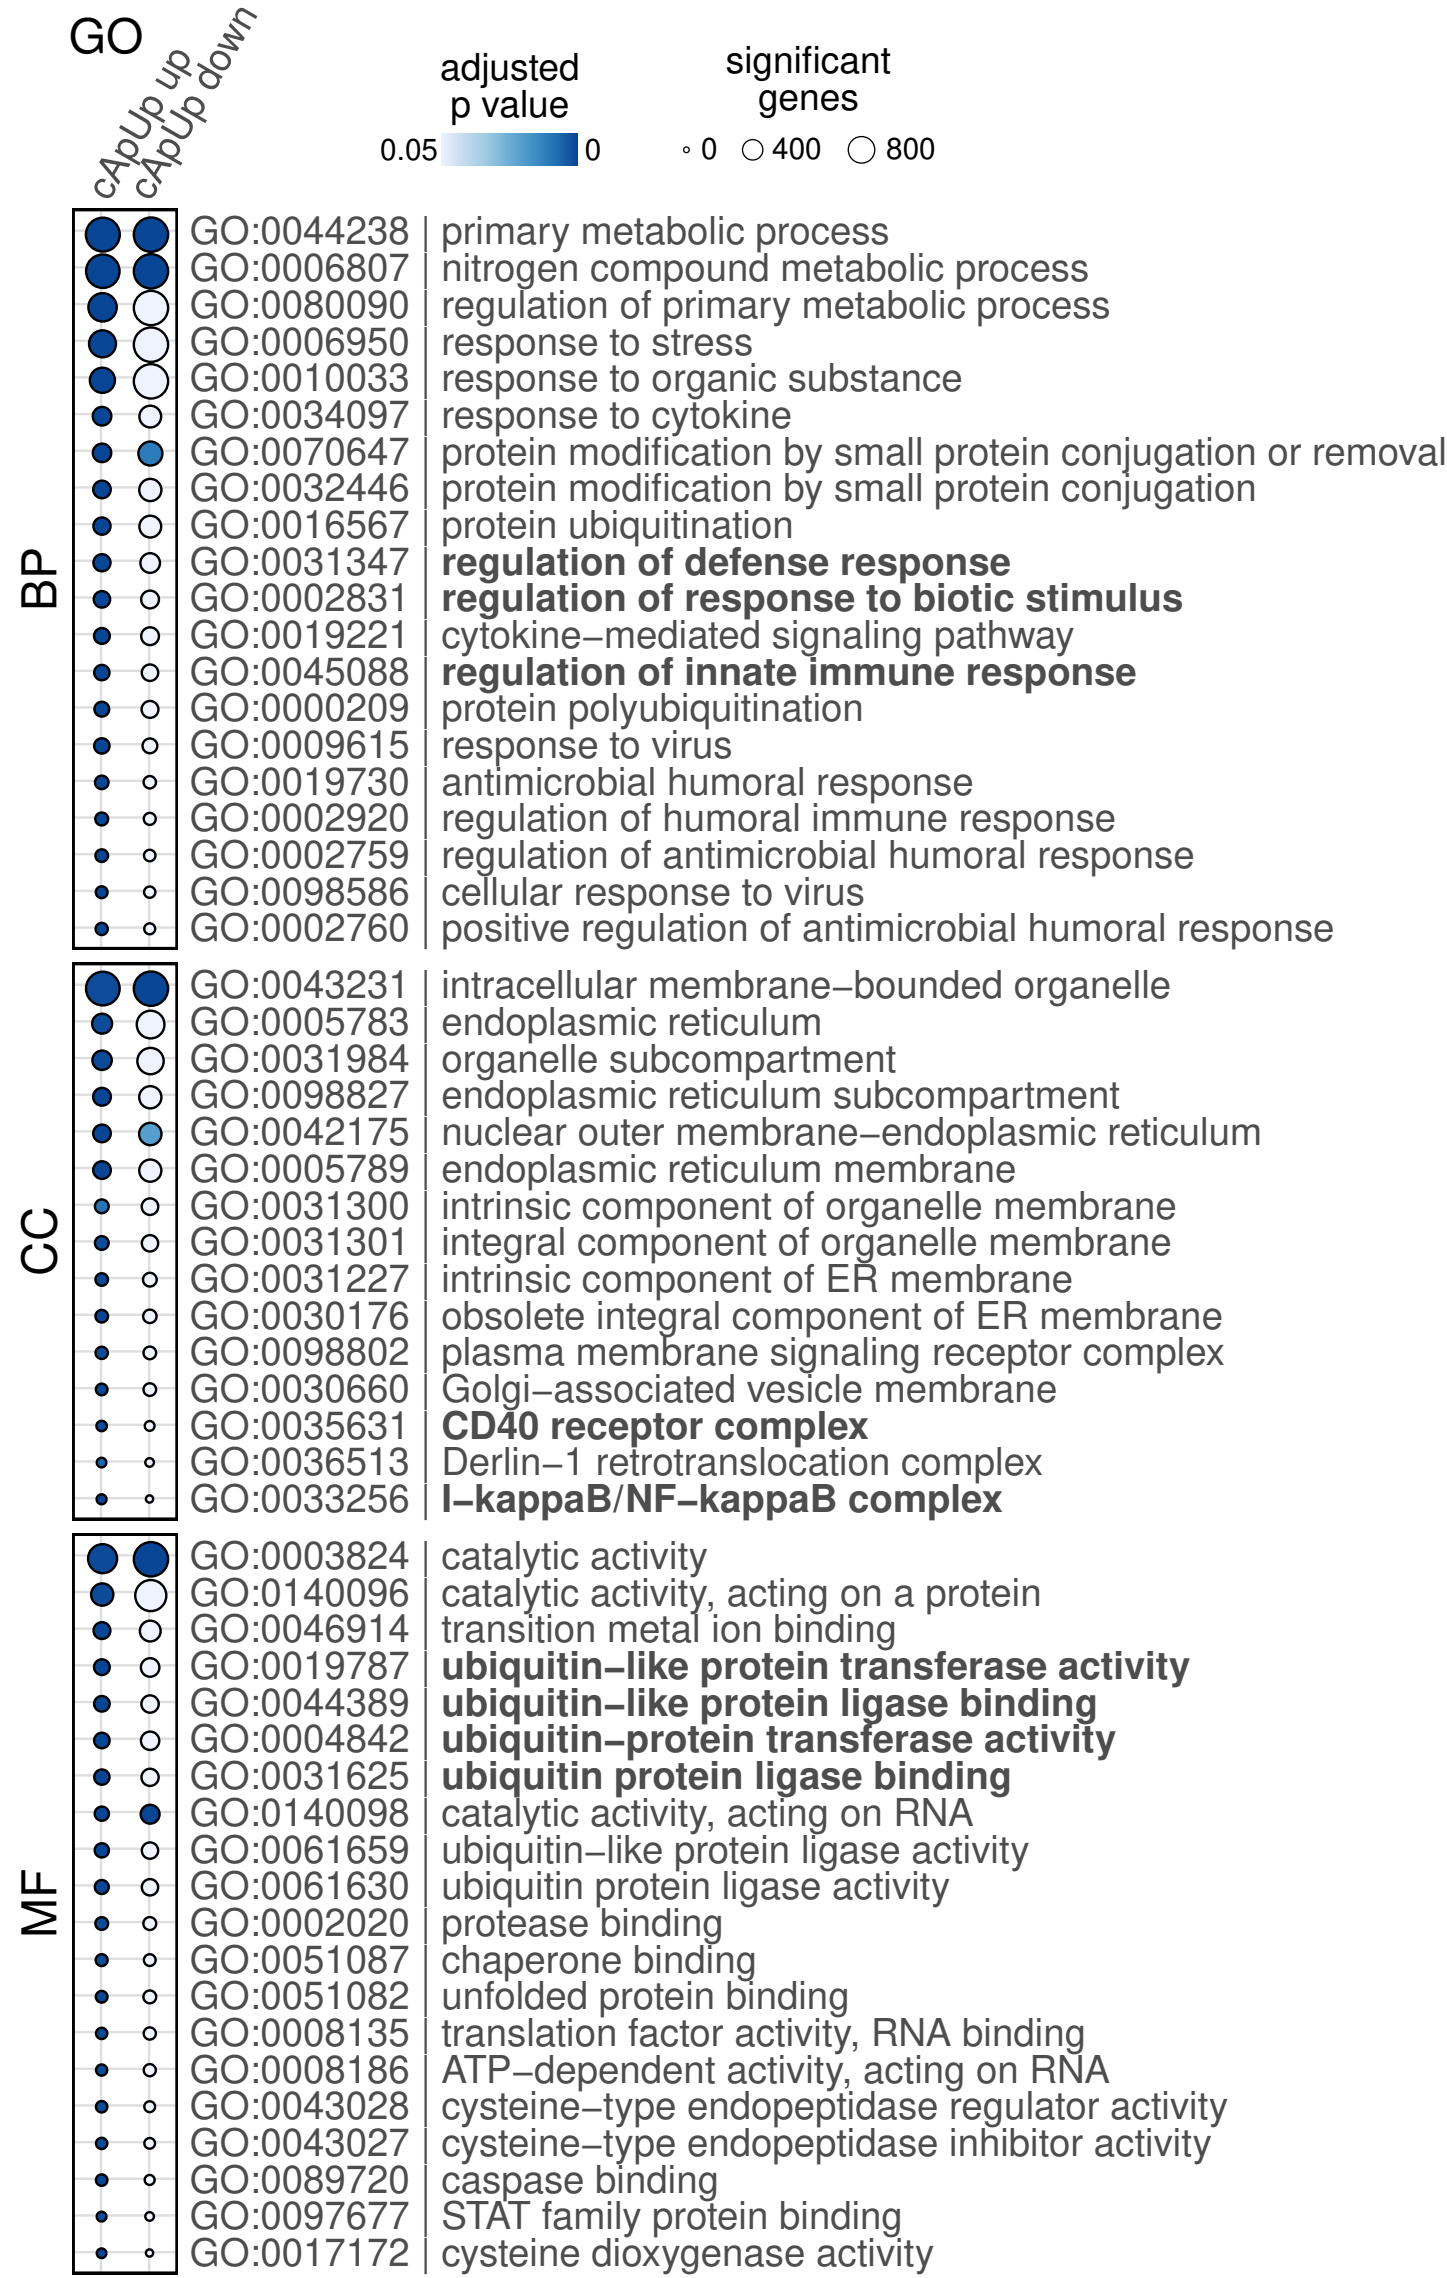 GO
cApUp up
cApUp down
adjusted
p value
0.05
0
significant
genes
0
400
800
BP
GO:0044238 | primary metabolic process
GO:0006807 | nitrogen compound metabolic process
GO:0080090 | regulation of primary metabolic process
GO:0006950 | response to stress
GO:0010033 | response to organic substance
GO:0034097 | response to cytokine
GO:0070647 | protein modification by small protein conjugation or removal
GO:0032446 | protein modification by small protein conjugation
GO:0016567 | protein ubiquitination
GO:0031347 | regulation of defense response
GO:0002831 | regulation of response to biotic stimulus
GO:0019221 | cytokine−mediated signaling pathway
GO:0045088 | regulation of innate immune response
GO:0000209 | protein polyubiquitination
GO:0009615 | response to virus
GO:0019730 | antimicrobial humoral response
GO:0002920 | regulation of humoral immune response
GO:0002759 | regulation of antimicrobial humoral response
GO:0098586 | cellular response to virus
GO:0002760 | positive regulation of antimicrobial humoral response
CC
GO:0043231 | intracellular membrane−bounded organelle
GO:0005783 | endoplasmic reticulum
GO:0031984 | organelle subcompartment
GO:0098827 | endoplasmic reticulum subcompartment
GO:0042175 | nuclear outer membrane−endoplasmic reticulum
GO:0005789 | endoplasmic reticulum membrane
GO:0031300 | intrinsic component of organelle membrane
GO:0031301 | integral component of organelle membrane
GO:0031227 | intrinsic component of ER membrane
GO:0030176 | obsolete integral component of ER membrane
GO:0098802 | plasma membrane signaling receptor complex
GO:0030660 | Golgi−associated vesicle membrane
GO:0035631 | CD40 receptor complex
GO:0036513 | Derlin−1 retrotranslocation complex
GO:0033256 | I−kappaB/NF−kappaB complex
MF
GO:0003824 | catalytic activity
GO:0140096 | catalytic activity, acting on a protein
GO:0046914 | transition metal ion binding
GO:0019787 | ubiquitin−like protein transferase activity
GO:0044389 | ubiquitin−like protein ligase binding
GO:0004842 | ubiquitin−protein transferase activity
GO:0031625 | ubiquitin protein ligase binding
GO:0140098 | catalytic activity, acting on RNA
GO:0061659 | ubiquitin−like protein ligase activity
GO:0061630 | ubiquitin protein ligase activity
GO:0002020 | protease binding
GO:0051087 | chaperone binding
GO:0051082 | unfolded protein binding
GO:0008135 | translation factor activity, RNA binding
GO:0008186 | ATP−dependent activity, acting on RNA
GO:0043028 | cysteine−type endopeptidase regulator activity
GO:0043027 | cysteine−type endopeptidase inhibitor activity
GO:0089720 | caspase binding
GO:0097677 | STAT family protein binding
GO:0017172 | cysteine dioxygenase activity